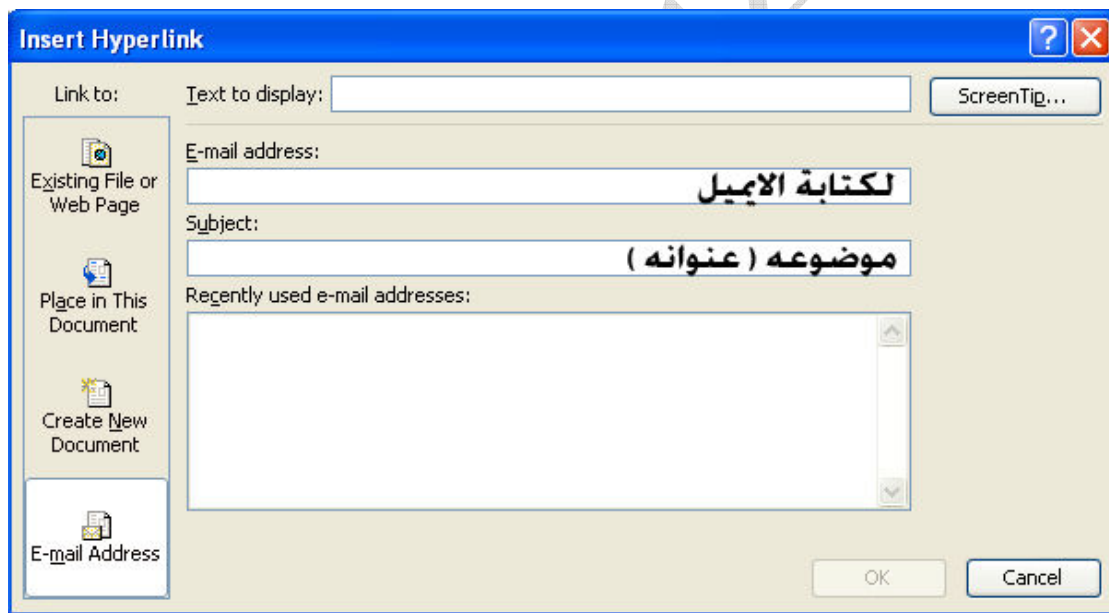 Insert Hyperlink
Link to:
Text to display:
ScreenTip...
Existing File or
Web Page
Place in This
Document
Create New
Document
E-mail Address
E-mail address:
لكتابة الايميل
Subject:
موضوعه ( عنوانه )
Recently used e-mail addresses:
OK
Cancel